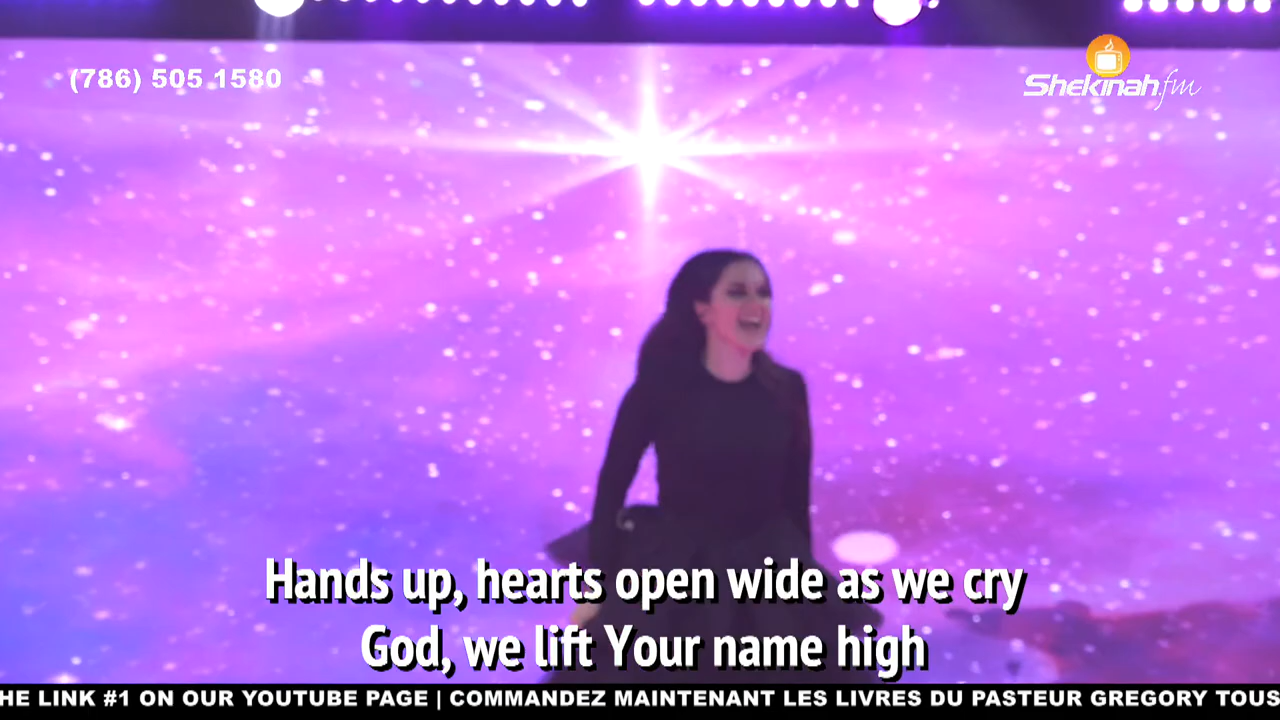 (786) 505 1580
Shekinah.fm
Hands up, hearts open wide as we cry
God, we lift Your name high
HE LINK #1 ON OUR YOUTUBE PAGE | COMMANDEZ MAINTENANT LES LIVRES DU PASTEUR GREGORY TOUS